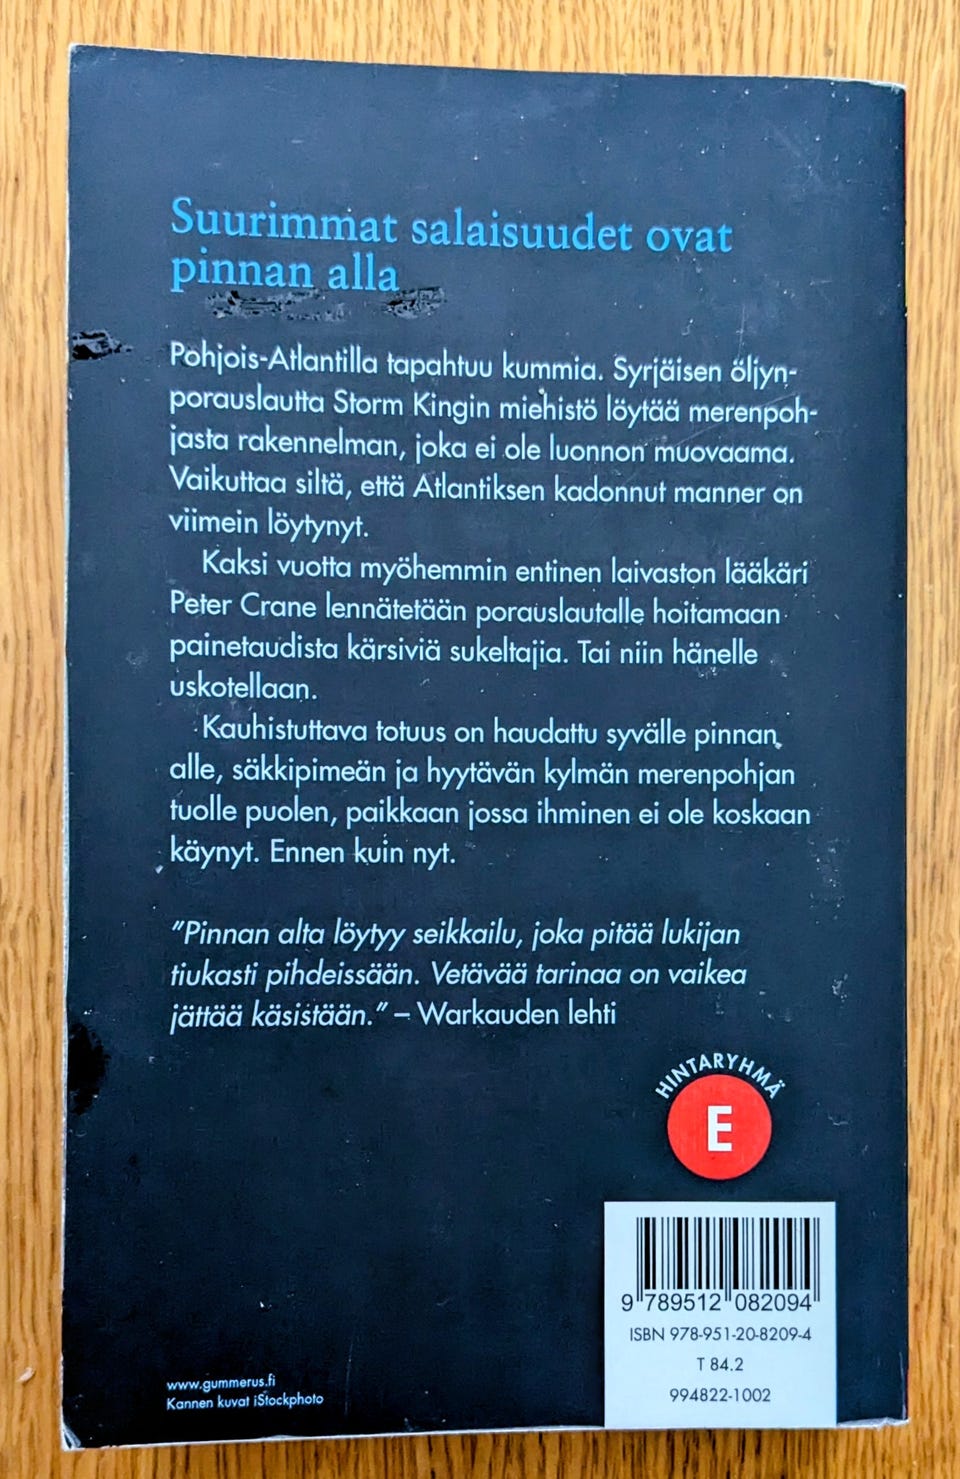 Suurimmat salaisuudet ovat
pinnan alla
Pohjois-Atlantilla tapahtuu kummia. Syrjäisen öljyn-
porauslautta Storm Kingin miehistö löytää merenpoh-
jasta rakennelman, joka ei ole luonnon muovaama.
Vaikuttaa siltä, että Atlantiksen kadonnut manner on
viimein löytynyt.
Kaksi vuotta myöhemmin entinen laivaston lääkäri
Peter Crane lennätetään porauslautalle hoitamaan
painetaudista kärsiviä sukeltajia. Tai niin hänelle
uskotellaan.
Kauhistuttava totuus on haudattu syvälle pinnan
alle, säkkipimeän ja hyytävän kylmän merenpohjan
tuolle puolen, paikkaan jossa ihminen ei ole koskaan
käynyt. Ennen kuin nyt.
"Pinnan alta löytyy seikkailu, joka pitää lukijan
tiukasti pihdeissään. Vetävää tarinaa on vaikea
jättää käsistään." – Warkauden lehti
HINTARYHMÄ
E
9 789512 082094
ISBN 978-951-20-8209-4
T 84.2
994822-1002
www.gummerus.fi
Kannen kuvat iStockphoto